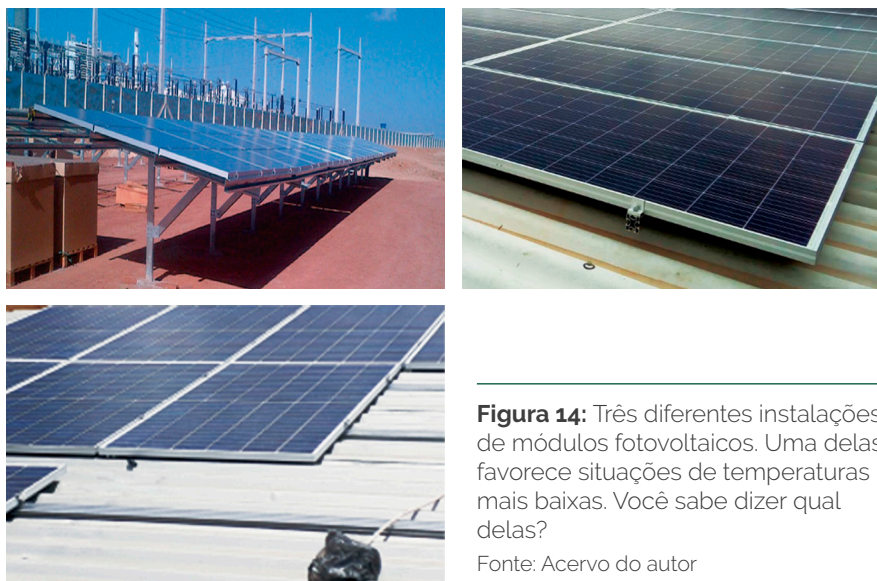 Figura 14: Três diferentes instalações
de módulos fotovoltaicos. Uma delas
favorece situações de temperaturas
mais baixas. Você sabe dizer qual
delas?
Fonte: Acervo do autor